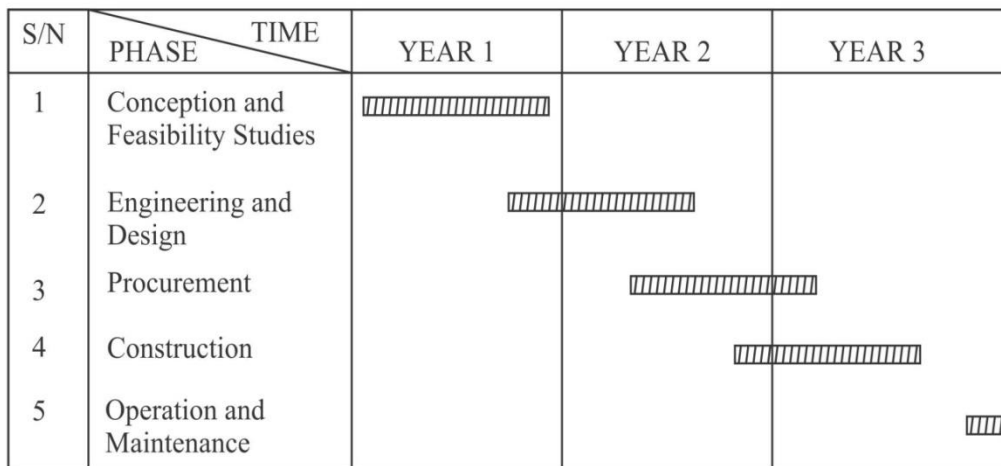 S/N
TIME
PHASE
YEAR 1
YEAR 2
YEAR 3
1
Conception and
Feasibility Studies
2
Engineering and
Design
3
Procurement
4
Construction
5
Operation and
Maintenance